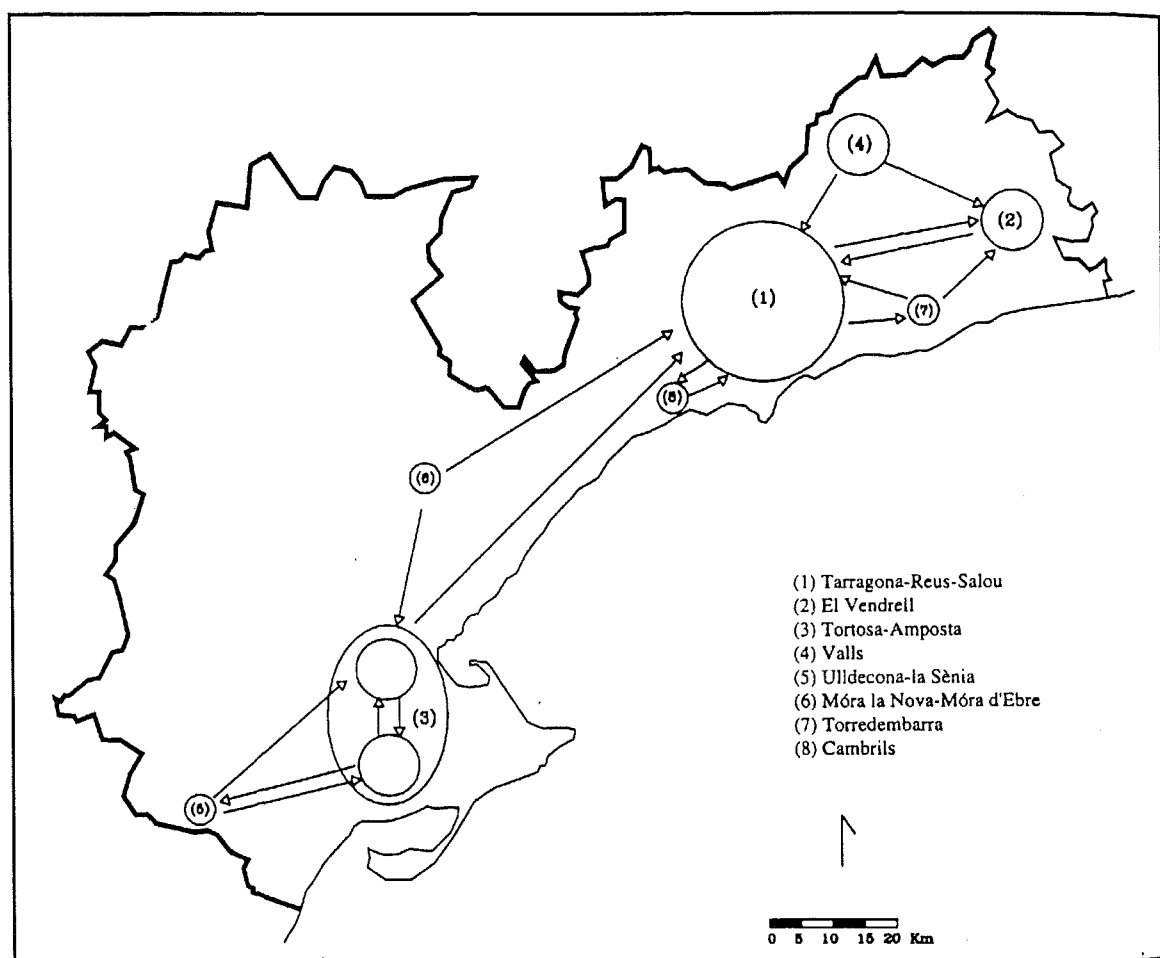 (4)
(2)
(1)
(7)
(8)
(6)
(3)
(5)
(1) Tarragona-Reus-Salou
(2) El Vendrell
(3) Tortosa-Amposta
(4) Valls
(5) Ulldecona-la Sènia
(6) Móra la Nova-Móra d'Ebre
(7) Torredembarra
(8) Cambrils
0 5 10 15 20 Km